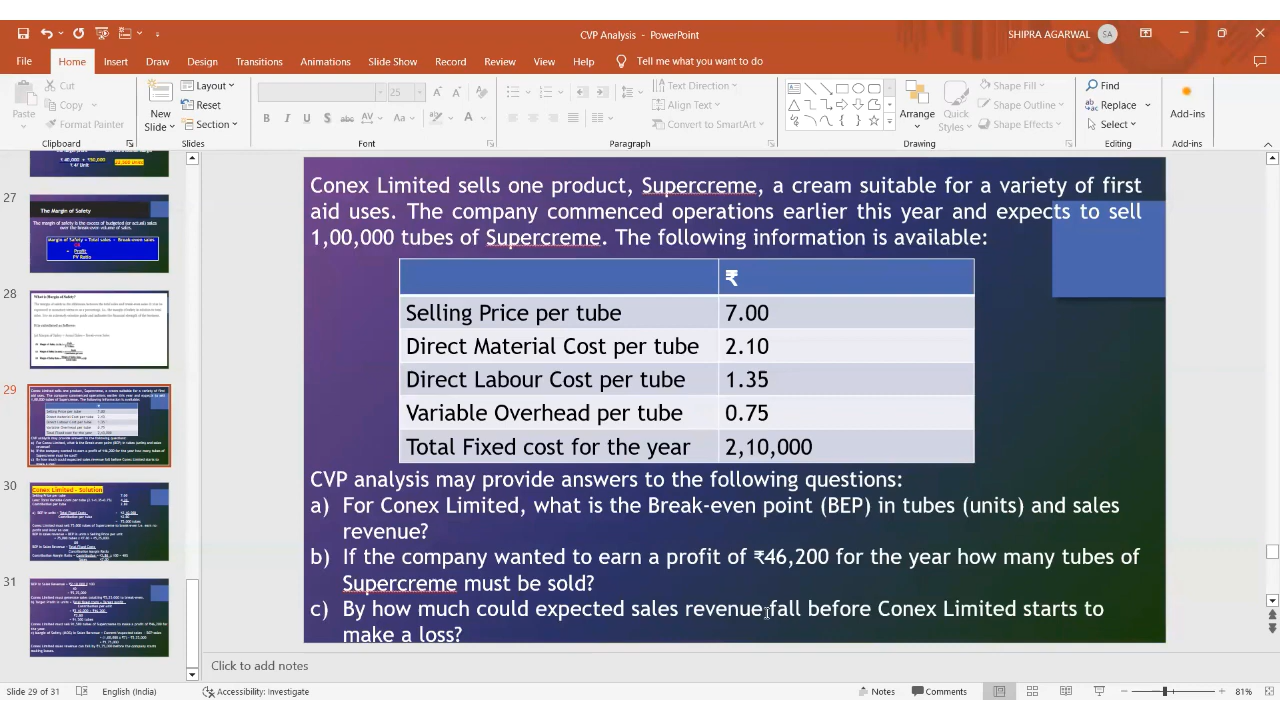 CVP Analysis - PowerPoint
SHIPRA AGARWAL SA
File Home Insert Draw Design Transitions Animations Slide Show Record Review View Help Tell me what you want to do
Paste
Cut
Copy
Format Painter
Clipboard
New Slide
Layout
Reset
Section
Slides
25
B I U S abc AV Aa A
Font
Text Direction
Align Text
Convert to SmartArt
Paragraph
Arrange
Quick Styles
Shape Fill
Shape Outline
Shape Effects
Drawing
Find
Replace
Select
Editing
Add-ins
Add-ins
27
The Margin of Safety
28
What is Margin of Safety?
29
30
Conex Limited - Solution
31
Conex Limited sells one product, Supercreme, a cream suitable for a variety of first
aid uses. The company commenced operations earlier this year and expects to sell
1,00,000 tubes of Supercreme. The following information is available:
₹
Selling Price per tube 7.00
Direct Material Cost per tube 2.10
Direct Labour Cost per tube 1.35
Variable Overhead per tube 0.75
Total Fixed cost for the year 2,10,000
CVP analysis may provide answers to the following questions:
a) For Conex Limited, what is the Break-even point (BEP) in tubes (units) and sales
revenue?
b) If the company wanted to earn a profit of ₹46,200 for the year how many tubes of
Supercreme must be sold?
c) By how much could expected sales revenue fall before Conex Limited starts to
make a loss?
Click to add notes
Slide 29 of 31 English (India) Accessibility: Investigate Notes Comments 81%